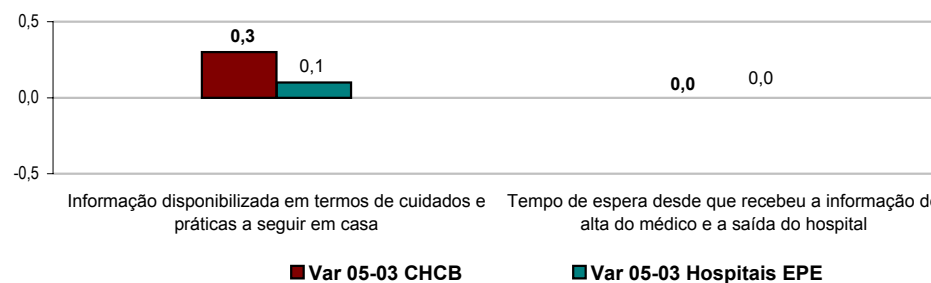 0,5
0,3
0,1
0,0
0,0
0,0
-0,5
Informação disponibilizada em termos de cuidados e
práticas a seguir em casa
Tempo de espera desde que recebeu a informação
alta do médico e a saída do hospital
Var 05-03 CHCB
Var 05-03 Hospitais EPE